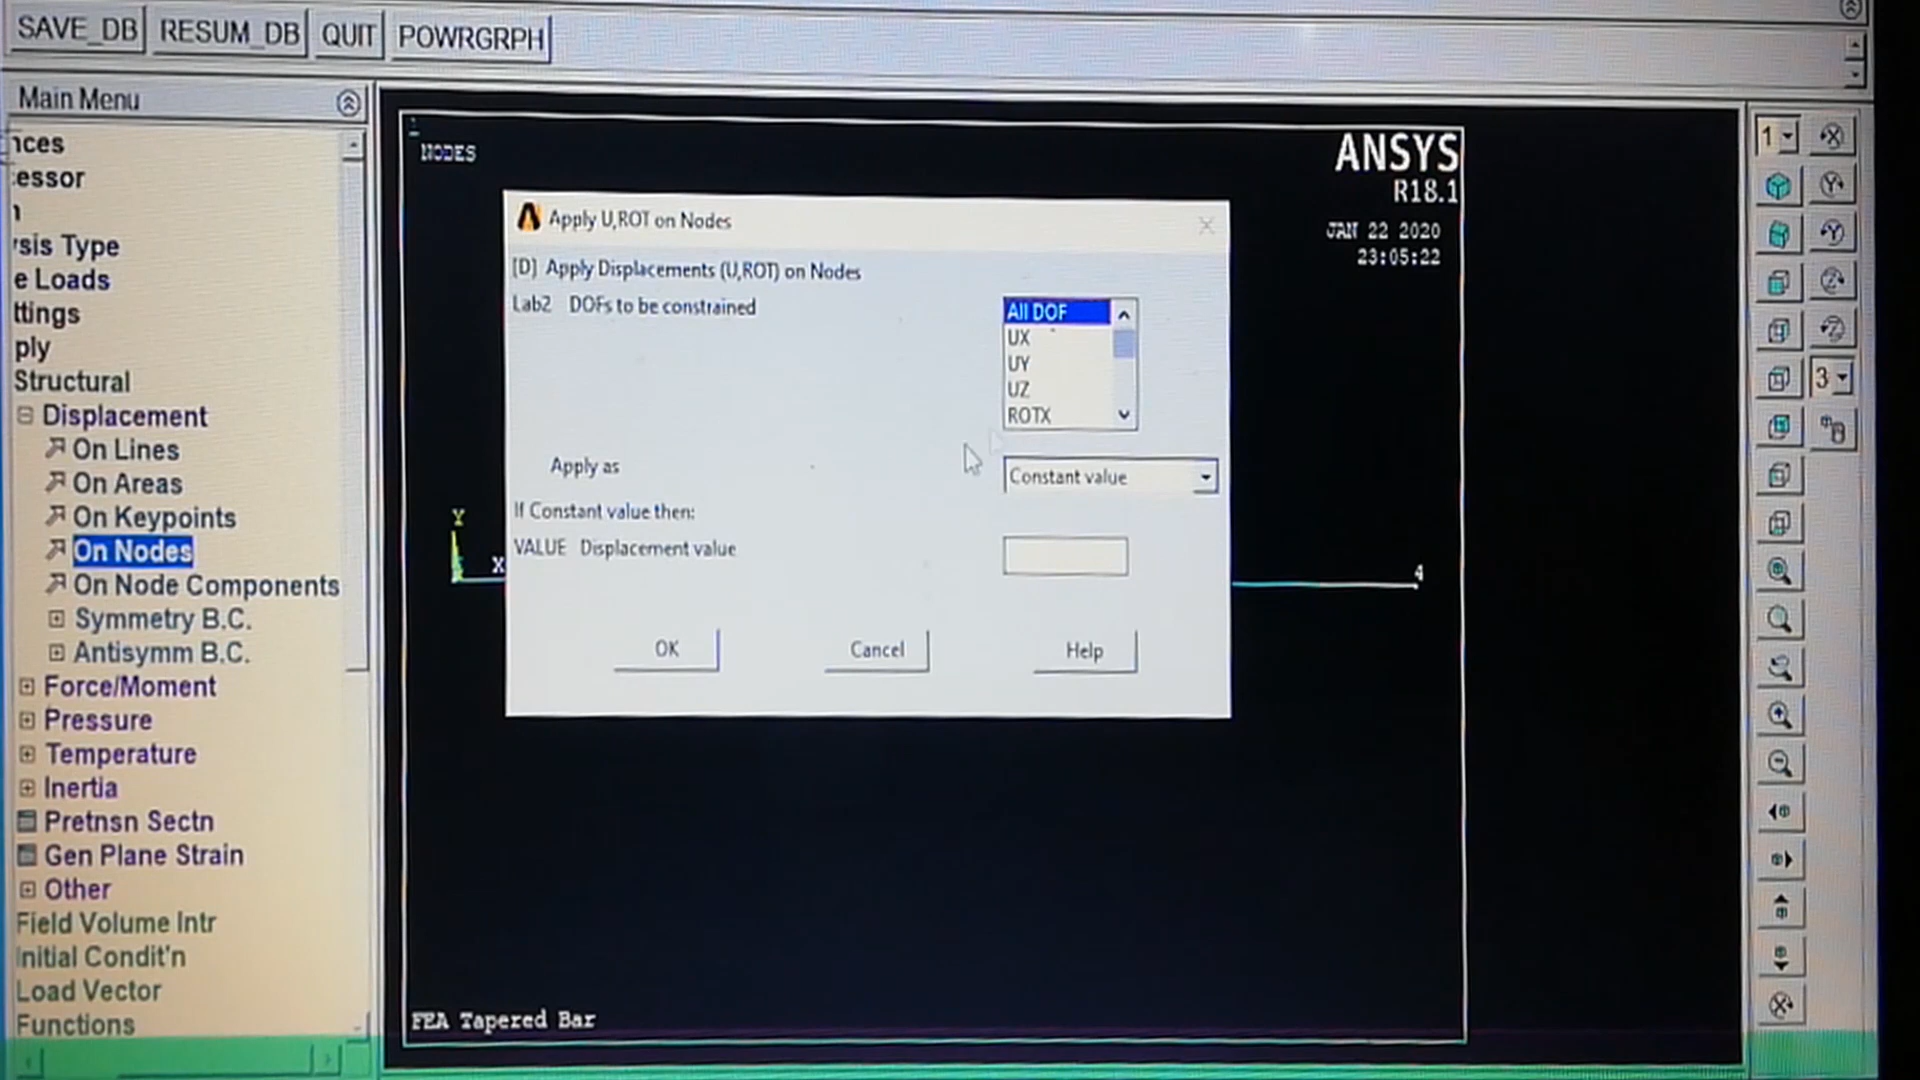 SAVE_DB RESUM_DB QUIT POWRGRPH
Main Menu
nces
essor
sis Type
e Loads
ttings
ply
Structural
Displacement
On Lines
On Areas
On Keypoints
On Nodes
On Node Components
Symmetry B.C.
Antisymm B.C.
Force/Moment
Pressure
Temperature
Inertia
Pretnsn Sectn
Gen Plane Strain
Other
Field Volume Intr
Initial Condit'n
Load Vector
Functions
1
NODES
ANSYS
R18.1
JAN 22 2020
23:05:22
Apply U,ROT on Nodes
[D] Apply Displacements (U,ROT) on Nodes
Lab2 DOFs to be constrained
All DOF
UX
UY
UZ
ROTX
Apply as
Constant value
If Constant value then:
VALUE Displacement value
OK Cancel Help
Y
X
4
FEA Tapered Bar
1
3